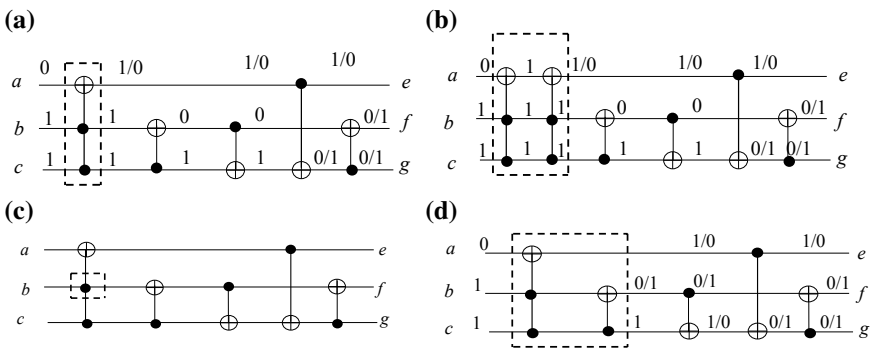 (a)
0 1/0 1/0 1/0
a e
1 1 0 0 0/1
b f
1 1 1 1 0/1 0/1
c g
(b)
0 1 1/0 1/0 1/0
a e
1 1 1 0 0 0/1
b f
1 1 1 1 1 0/1 0/1
c g
(c)
a e
b f
c g
(d)
0 1/0 1/0
a e
1 0/1 0/1 0/1
b f
1 1 1/0 0/1 0/1
c g